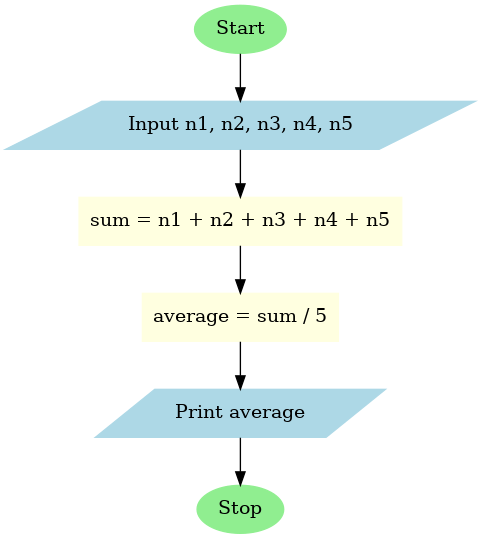 Start
Input n1, n2, n3, n4, n5
sum = n1 + n2 + n3 + n4 + n5
average = sum / 5
Print average
Stop